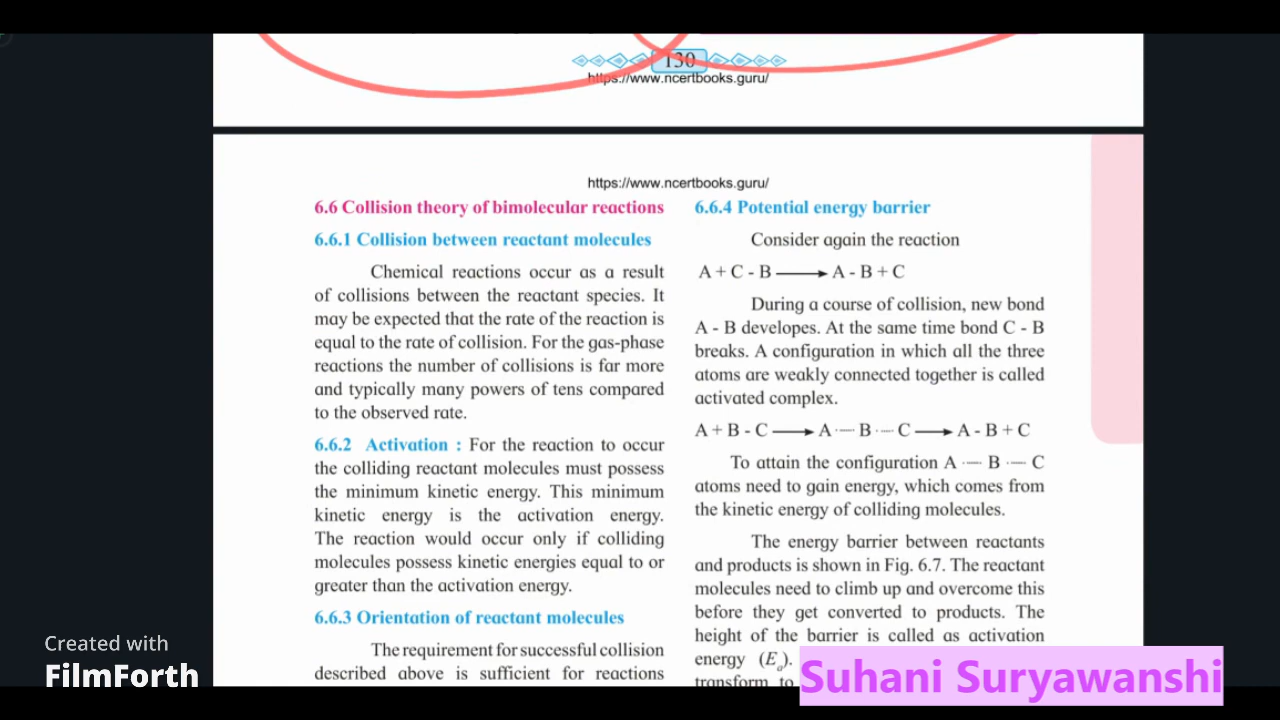 130
https://www.ncertbooks.guru/
https://www.ncertbooks.guru/
6.6 Collision theory of bimolecular reactions
6.6.1 Collision between reactant molecules
Chemical reactions occur as a result
of collisions between the reactant species. It
may be expected that the rate of the reaction is
equal to the rate of collision. For the gas-phase
reactions the number of collisions is far more
and typically many powers of tens compared
to the observed rate.
6.6.2 Activation : For the reaction to occur
the colliding reactant molecules must possess
the minimum kinetic energy. This minimum
kinetic energy is the activation energy.
The reaction would occur only if colliding
molecules possess kinetic energies equal to or
greater than the activation energy.
6.6.3 Orientation of reactant molecules
The requirement for successful collision
described above is sufficient for reactions
6.6.4 Potential energy barrier
Consider again the reaction
A + C - B ⟶ A - B + C
During a course of collision, new bond
A - B developes. At the same time bond C - B
breaks. A configuration in which all the three
atoms are weakly connected together is called
activated complex.
A + B - C ⟶ A ·-- B ·-- C ⟶ A - B + C
To attain the configuration A ·-- B ·-- C
atoms need to gain energy, which comes from
the kinetic energy of colliding molecules.
The energy barrier between reactants
and products is shown in Fig. 6.7. The reactant
molecules need to climb up and overcome this
before they get converted to products. The
height of the barrier is called as activation
energy (Eₐ).
transform to
Created with
FilmForth
Suhani Suryawanshi